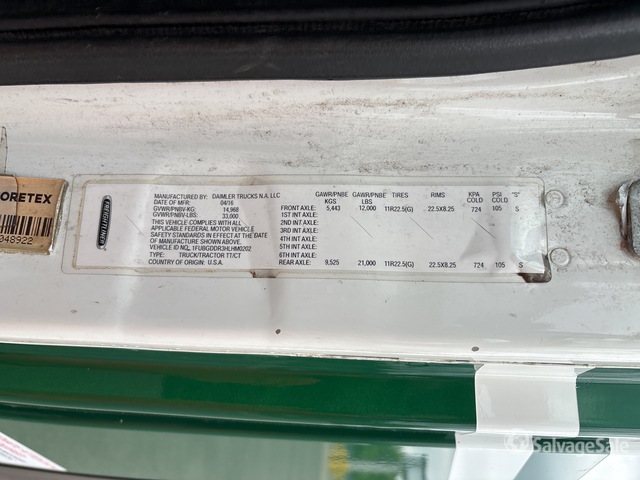 ORETEX
048922
FREIGHTLINER
MANUFACTURED BY: DAIMLER TRUCKS N.A. LLC
DATE OF MFR: 04/16
GVWR/PNBV-KG: 14,968
GVWR/PNBV-LBS: 33,000
THIS VEHICLE COMPLIES WITH ALL
APPLICABLE FEDERAL MOTOR VEHICLE
SAFETY STANDARDS IN EFFECT AT DATE
OF MANUFACTURE SHOWN ABOVE.
VEHICLE ID NO.
TYPE: TRUCK/TRACTOR TT/CT
COUNTRY OF ORIGIN: U.S.A.
GAWR/PNBE KGS GAWR/PNBE LBS TIRES RIMS KPA COLD PSI COLD "S"
FRONT AXLE: 5,443 12,000 11R22.5(G) 22.5X8.25 724 105 S
1ST INT AXLE:
2ND INT AXLE:
3RD INT AXLE:
4TH INT AXLE:
5TH INT AXLE:
6TH INT AXLE:
REAR AXLE: 9,525 21,000 11R22.5(G) 22.5X8.25 724 105 S
SalvageSale